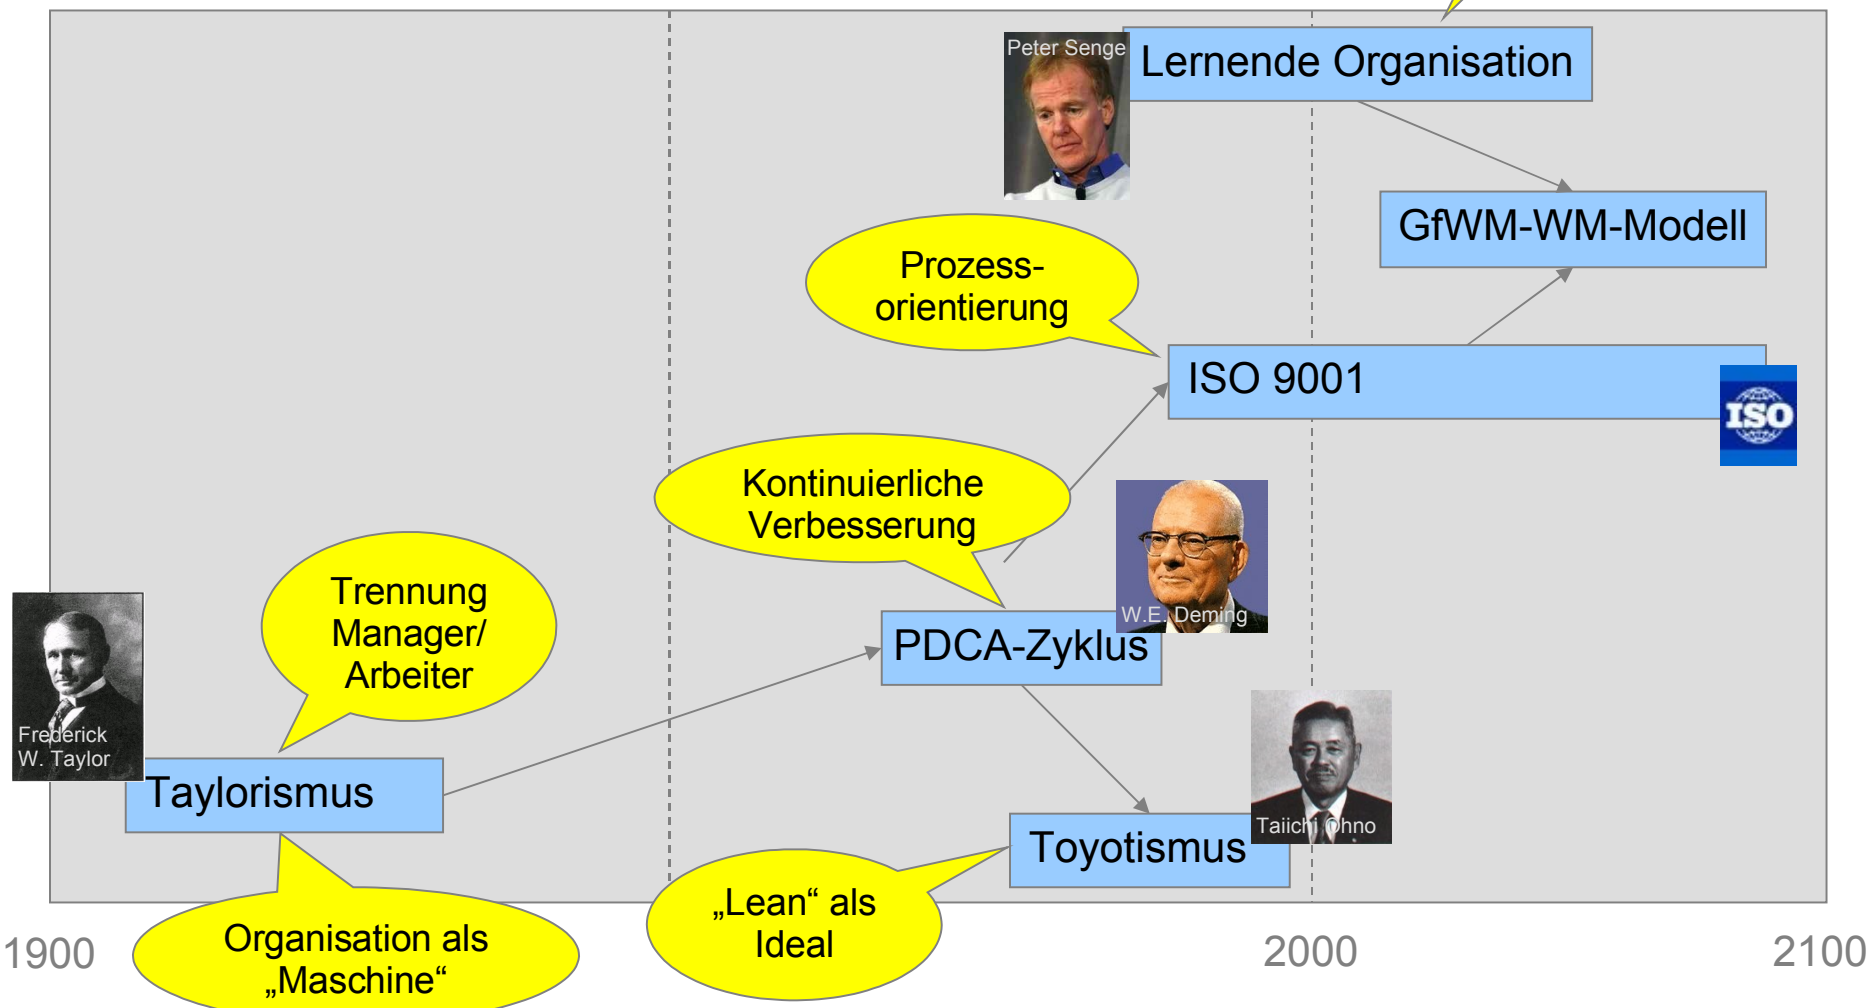 Peter Senge
Lernende Organisation
GfWM-WM-Modell
Prozess-
orientierung
ISO 9001
ISO
Kontinuierliche
Verbesserung
W.E. Deming
PDCA-Zyklus
Trennung
Manager/
Arbeiter
Frederick
W. Taylor
Taylorismus
Taiichi Ohno
Toyotismus
„Lean“ als
Ideal
Organisation als
„Maschine“
1900
2000
2100